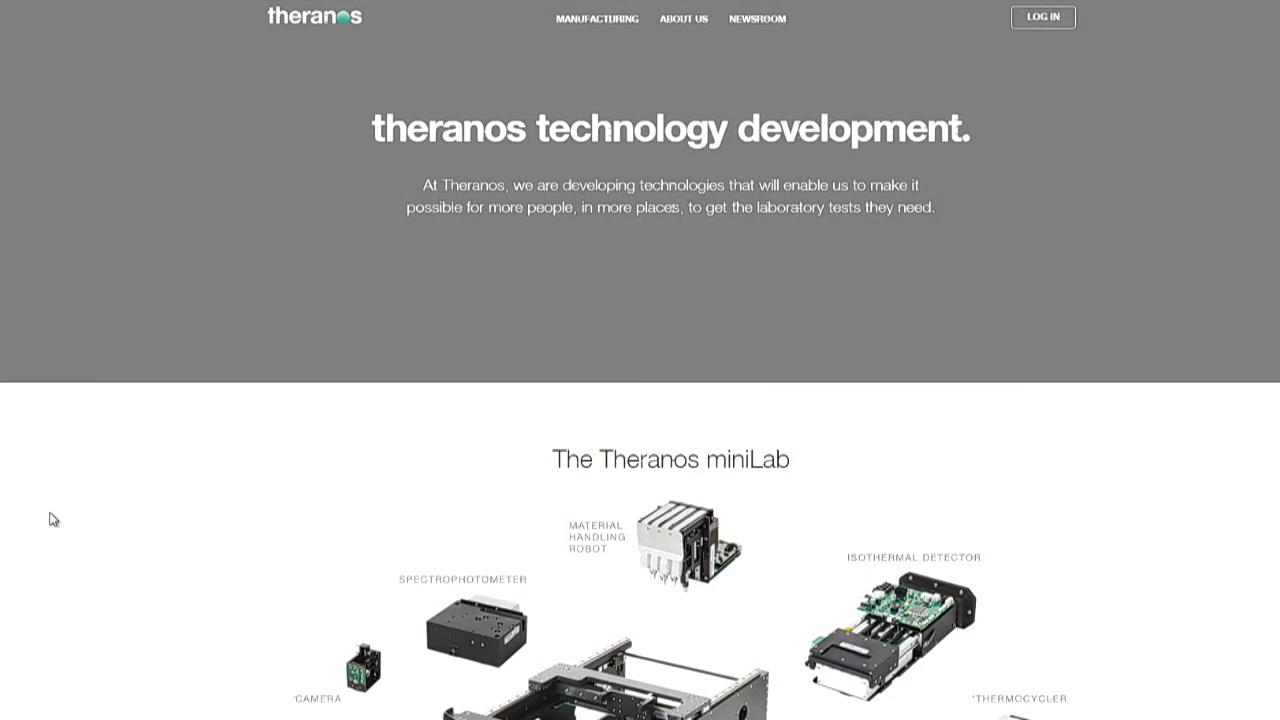 theranos
MANUFACTURING ABOUT US NEWSROOM
LOG IN
theranos technology development.
At Theranos, we are developing technologies that will enable us to make it
possible for more people, in more places, to get the laboratory tests they need.
The Theranos miniLab
MATERIAL
HANDLING
ROBOT
ISOTHERMAL DETECTOR
SPECTROPHOTOMETER
*CAMERA
*THERMOCYCLER